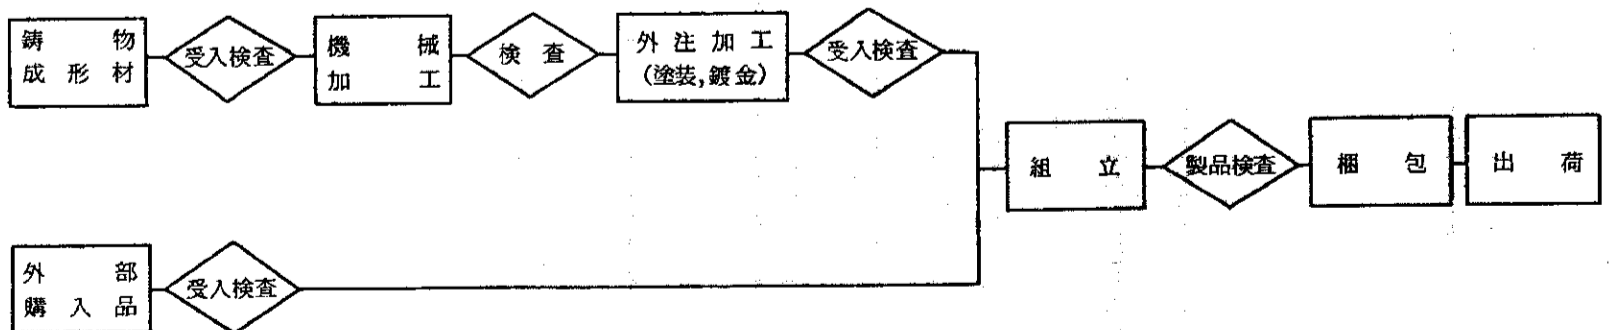 鋳物
成形材
受入検査
機械
加工
検査
外注加工
(塗装,鍍金)
受入検査
組立
製品検査
梱包
出荷
外部
購入品
受入検査